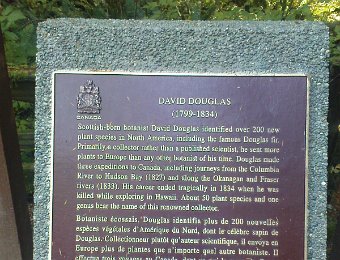 CANADA
DAVID DOUGLAS
(1799-1834)
Scottish-born botanist David Douglas identified over 200 new
plant species in North America, including the famous Douglas fir.
Primarily a collector rather than a published scientist, he sent more
plants to Europe than any other botanist of his time. Douglas made
three expeditions to Canada, including journeys from the Columbia
River to Hudson Bay (1827) and along the Okanagan and Fraser
rivers (1833). His career ended tragically in 1834 when he was
killed while exploring in Hawaii. About 50 plant species and one
genus bear the name of this renowned collector.
Botaniste écossais, Douglas identifia plus de 200 nouvelles
espèces végétales d'Amérique du Nord, dont le célèbre sapin de
Douglas. Collectionneur plutôt qu'auteur scientifique, il envoya en
Europe plus de plantes que n'importe quel autre botaniste. Il